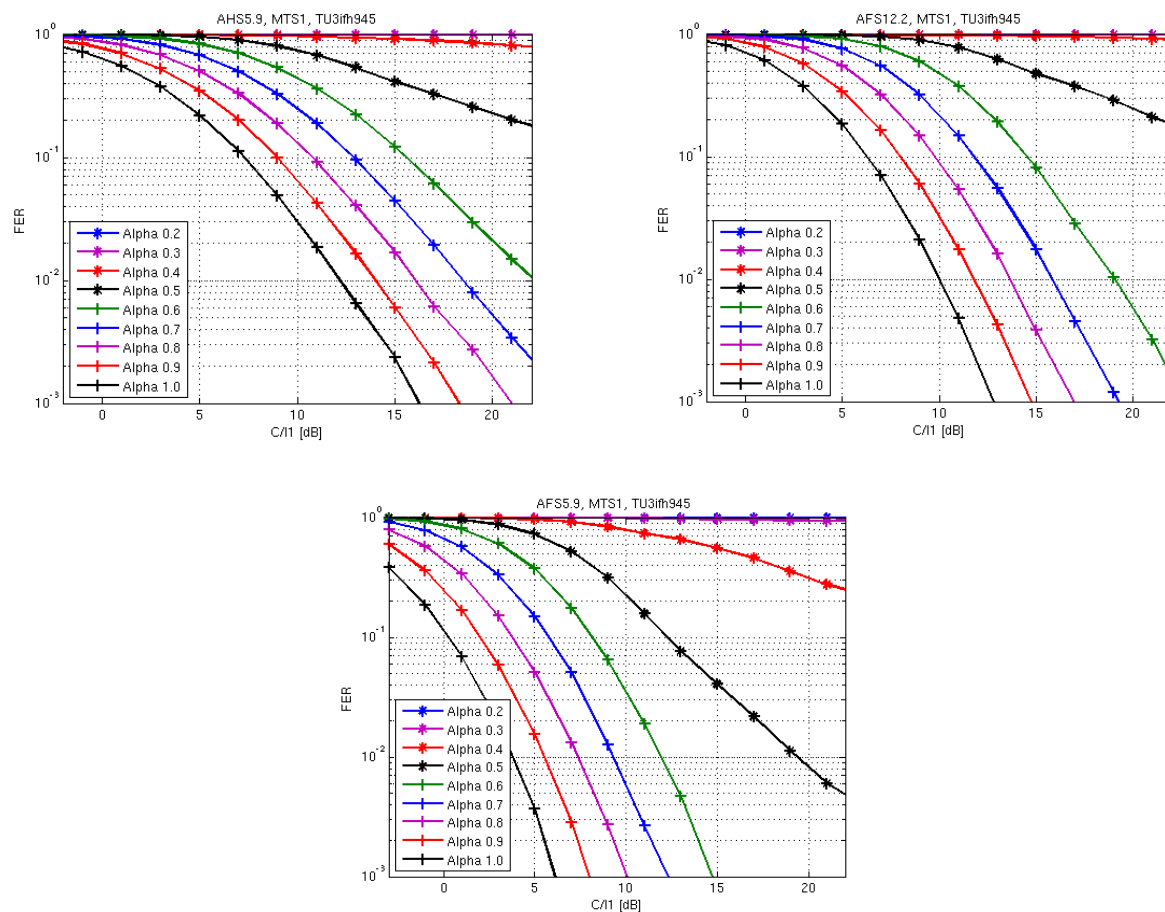 AHS5.9, MTS1, TU3ifh945
10^0
10^-1
10^-2
10^-3
FER
Alpha 0.2
Alpha 0.3
Alpha 0.4
Alpha 0.5
Alpha 0.6
Alpha 0.7
Alpha 0.8
Alpha 0.9
Alpha 1.0
0 5 10 15 20
C/I1 [dB]
AFS12.2, MTS1, TU3ifh945
10^0
10^-1
10^-2
10^-3
FER
Alpha 0.2
Alpha 0.3
Alpha 0.4
Alpha 0.5
Alpha 0.6
Alpha 0.7
Alpha 0.8
Alpha 0.9
Alpha 1.0
0 5 10 15 20
C/I1 [dB]
AFS5.9, MTS1, TU3ifh945
10^0
10^-1
10^-2
10^-3
FER
Alpha 0.2
Alpha 0.3
Alpha 0.4
Alpha 0.5
Alpha 0.6
Alpha 0.7
Alpha 0.8
Alpha 0.9
Alpha 1.0
0 5 10 15 20
C/I1 [dB]